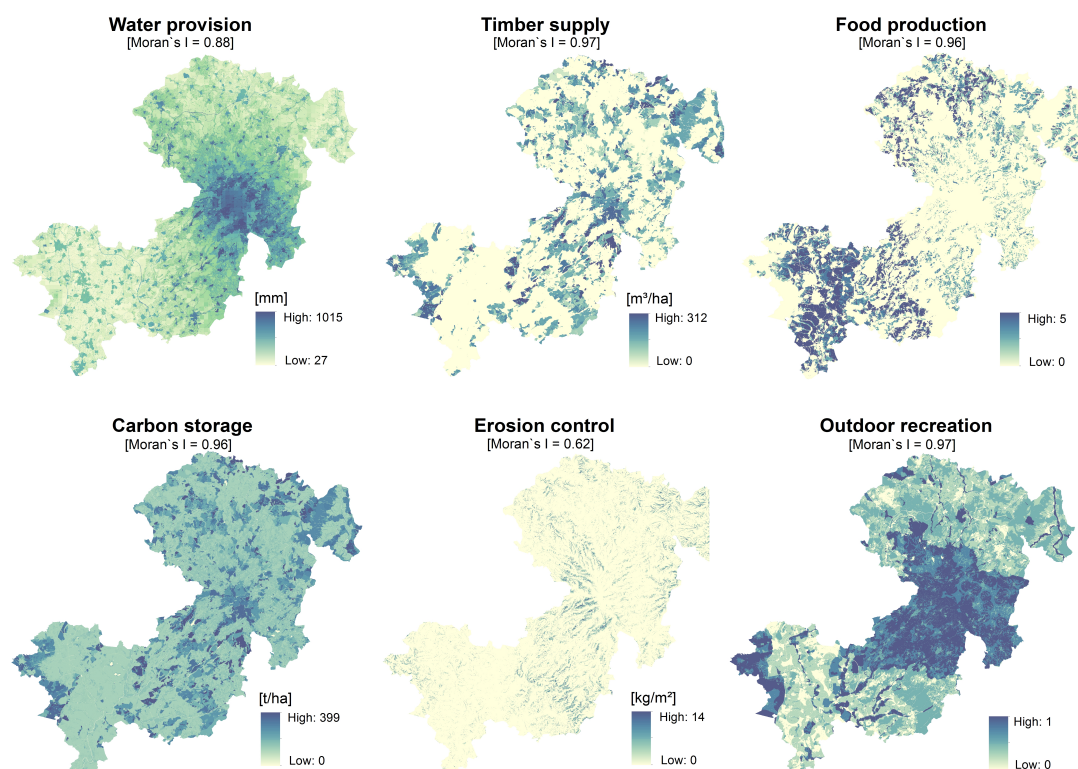 Water provision
[Moran`s I = 0.88]
Timber supply
[Moran`s I = 0.97]
Food production
[Moran`s I = 0.96]
[mm]
High: 1015
Low: 27
[m³/ha]
High: 312
Low: 0
High: 5
Low: 0
Carbon storage
[Moran`s I = 0.96]
Erosion control
[Moran`s I = 0.62]
Outdoor recreation
[Moran`s I = 0.97]
[t/ha]
High: 399
Low: 0
[kg/m²]
High: 14
Low: 0
High: 1
Low: 0